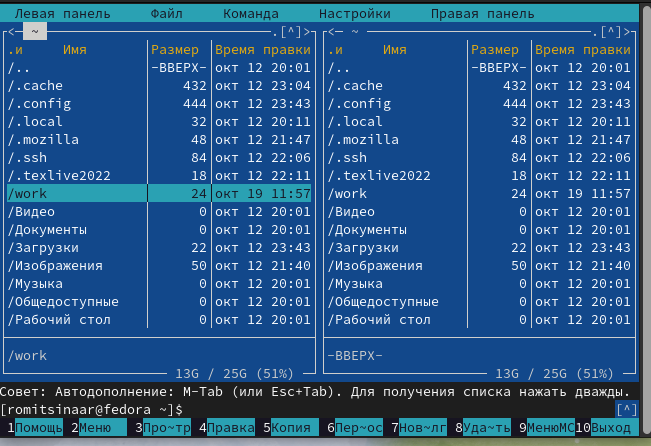 Левая панель Файл Команда Настройки Правая панель
<─ ~ .[^]> <─ ~ .[^]>
.и Имя Размер Время правки .и Имя Размер Время правки
/.. -ВВЕРХ- окт 12 20:01 /.. -ВВЕРХ- окт 12 20:01
/.cache 432 окт 12 23:04 /.cache 432 окт 12 23:04
/.config 444 окт 12 23:43 /.config 444 окт 12 23:43
/.local 32 окт 12 20:11 /.local 32 окт 12 20:11
/.mozilla 48 окт 12 21:47 /.mozilla 48 окт 12 21:47
/.ssh 84 окт 12 22:06 /.ssh 84 окт 12 22:06
/.texlive2022 18 окт 12 22:11 /.texlive2022 18 окт 12 22:11
/work 24 окт 19 11:57 /work 24 окт 19 11:57
/Видео 0 окт 12 20:01 /Видео 0 окт 12 20:01
/Документы 0 окт 12 20:01 /Документы 0 окт 12 20:01
/Загрузки 22 окт 12 23:43 /Загрузки 22 окт 12 23:43
/Изображения 50 окт 12 21:40 /Изображения 50 окт 12 21:40
/Музыка 0 окт 12 20:01 /Музыка 0 окт 12 20:01
/Общедоступные 0 окт 12 20:01 /Общедоступные 0 окт 12 20:01
/Рабочий стол 0 окт 12 20:01 /Рабочий стол 0 окт 12 20:01
/work -ВВЕРХ-
13G / 25G (51%) 13G / 25G (51%)
Совет: Автодополнение: M-Tab (или Esc+Tab). Для получения списка нажать дважды.
[romitsinaar@fedora ~]$ [^]
1Помощь 2Меню 3Про~тр 4Правка 5Копия 6Пер~ос 7Нов~лг 8Уда~ть 9МенюMC 10Выход